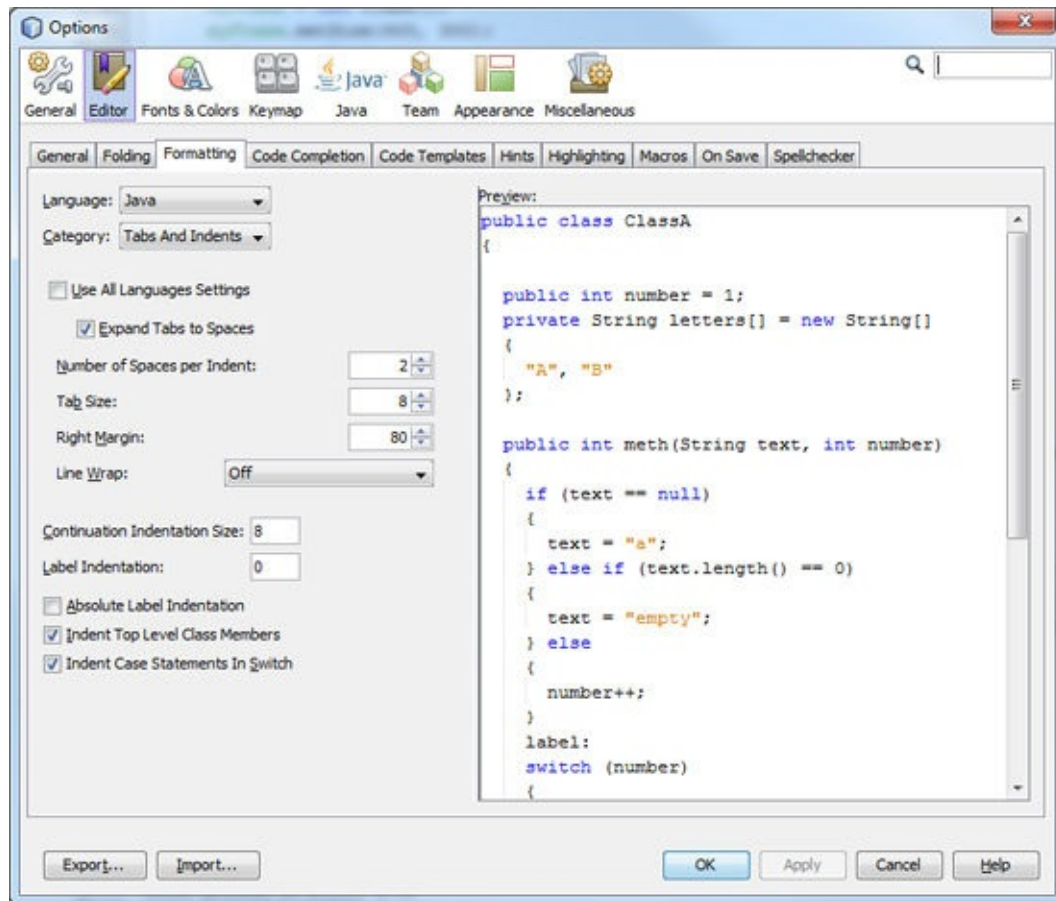 Options
General Editor Fonts & Colors Keymap Java Team Appearance Miscellaneous
General Folding Formatting Code Completion Code Templates Hints Highlighting Macros On Save Spellchecker
Language: Java
Category: Tabs And Indents
Use All Languages Settings
Expand Tabs to Spaces
Number of Spaces per Indent: 2
Tab Size: 8
Right Margin: 80
Line Wrap: Off
Continuation Indentation Size: 8
Label Indentation: 0
Absolute Label Indentation
Indent Top Level Class Members
Indent Case Statements In Switch
Preview:
public class ClassA
{
public int number = 1;
private String letters[] = new String[]
{
"A", "B"
};
public int meth(String text, int number)
{
if (text == null)
{
text = "a";
} else if (text.length() == 0)
{
text = "empty";
} else
{
number++;
}
label:
switch (number)
{
Export... Import... OK Apply Cancel Help